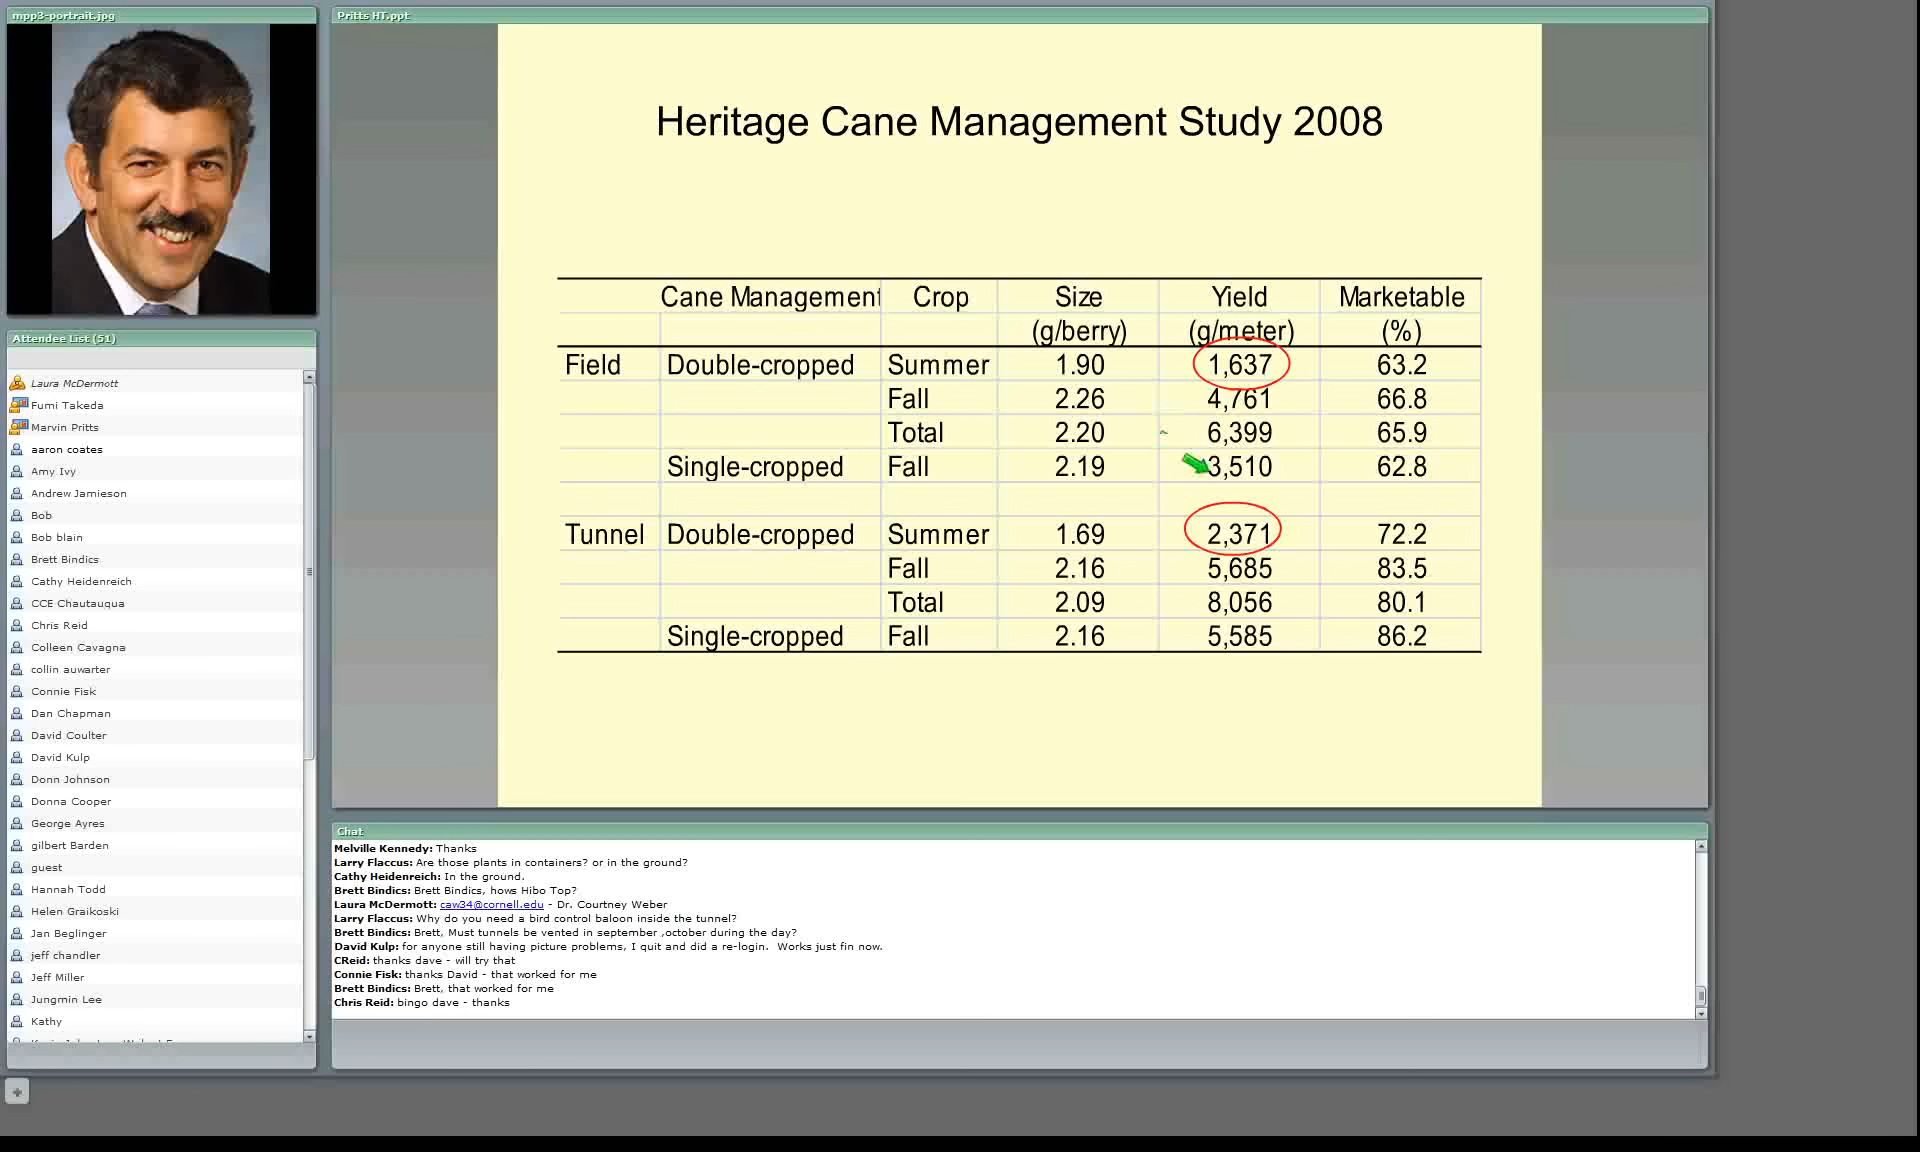 mpp3-portrait.jpg
Pritts HT.ppt
Heritage Cane Management Study 2008
Cane Management Crop Size Yield Marketable
(g/berry) (g/meter) (%)
Field Double-cropped Summer 1.90 1,637 63.2
Fall 2.26 4,761 66.8
Total 2.20 6,399 65.9
Single-cropped Fall 2.19 3,510 62.8
Tunnel Double-cropped Summer 1.69 2,371 72.2
Fall 2.16 5,685 83.5
Total 2.09 8,056 80.1
Single-cropped Fall 2.16 5,585 86.2
Attendee List (51)
Laura McDermott
Fumi Takeda
Marvin Pritts
aaron coates
Amy Ivy
Andrew Jamieson
Bob
Bob blain
Brett Bindics
Cathy Heidenreich
CCE Chautauqua
Chris Reid
Colleen Cavagna
collin auwarter
Connie Fisk
Dan Chapman
David Coulter
David Kulp
Donn Johnson
Donna Cooper
George Ayres
gilbert Barden
guest
Hannah Todd
Helen Graikoski
Jan Beglinger
jeff chandler
Jeff Miller
Jungmin Lee
Kathy
Chat
Melville Kennedy: Thanks
Larry Flaccus: Are those plants in containers? or in the ground?
Cathy Heidenreich: In the ground.
Brett Bindics: Brett Bindics, hows Hibo Top?
Laura McDermott: caw34@cornell.edu - Dr. Courtney Weber
Larry Flaccus: Why do you need a bird control baloon inside the tunnel?
Brett Bindics: Brett, Must tunnels be vented in september ,october during the day?
David Kulp: for anyone still having picture problems, I quit and did a re-login. Works just fin now.
CReid: thanks dave - will try that
Connie Fisk: thanks David - that worked for me
Brett Bindics: Brett, that worked for me
Chris Reid: bingo dave - thanks